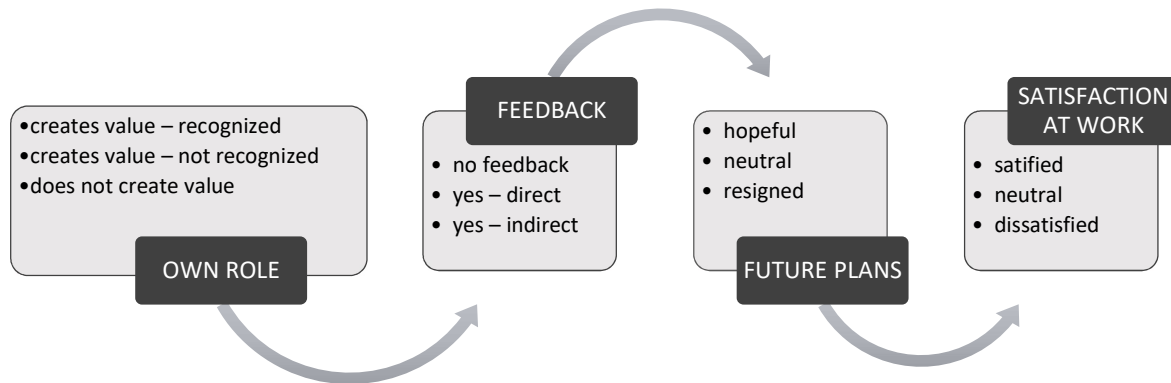 •creates value – recognized
•creates value – not recognized
•does not create value
OWN ROLE
FEEDBACK
• no feedback
• yes – direct
• yes – indirect
• hopeful
• neutral
• resigned
FUTURE PLANS
SATISFACTION
AT WORK
• satified
• neutral
• dissatisfied